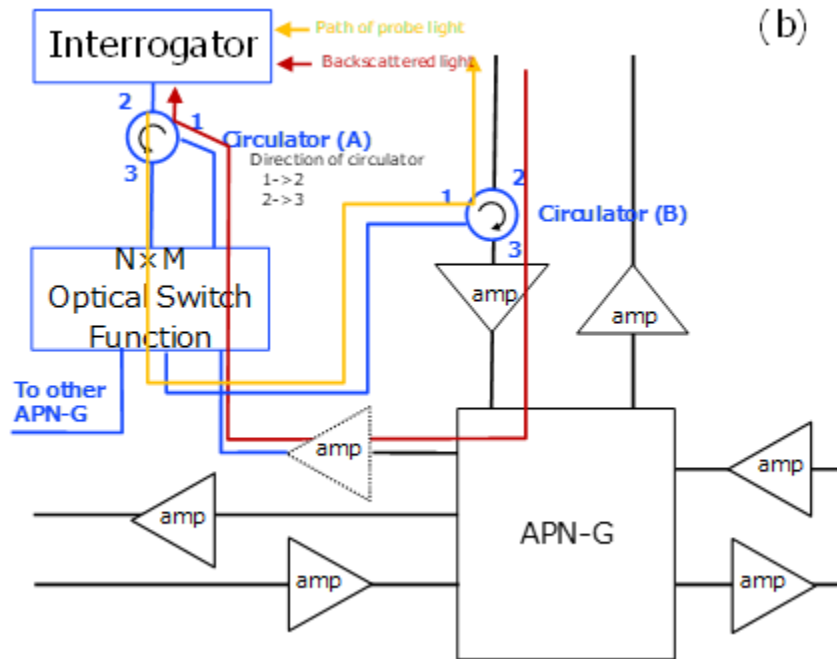 (b)
Interrogator
Path of probe light
Backscattered light
2
1
3
Circulator (A)
Direction of circulator
1->2
2->3
1
2
3
Circulator (B)
N×M
Optical Switch
Function
amp
amp
To other
APN-G
amp
amp
amp
APN-G
amp
amp